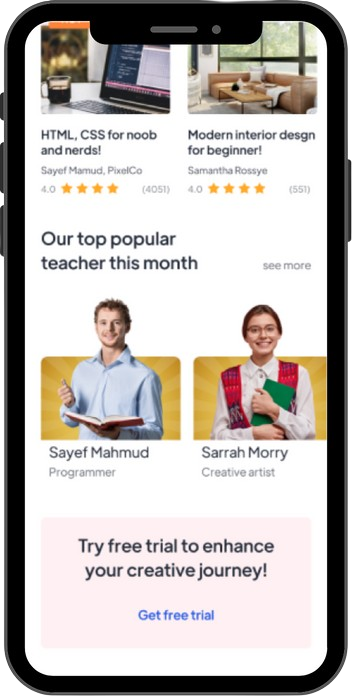 HTML, CSS for noob
and nerds!
Sayef Mamud, PixelCo
4.0 (4051)
Modern interior desgn
for beginner!
Samantha Rossye
4.0 (551)
Our top popular
teacher this month
see more
Sayef Mahmud
Programmer
Sarrah Morry
Creative artist
Try free trial to enhance
your creative journey!
Get free trial